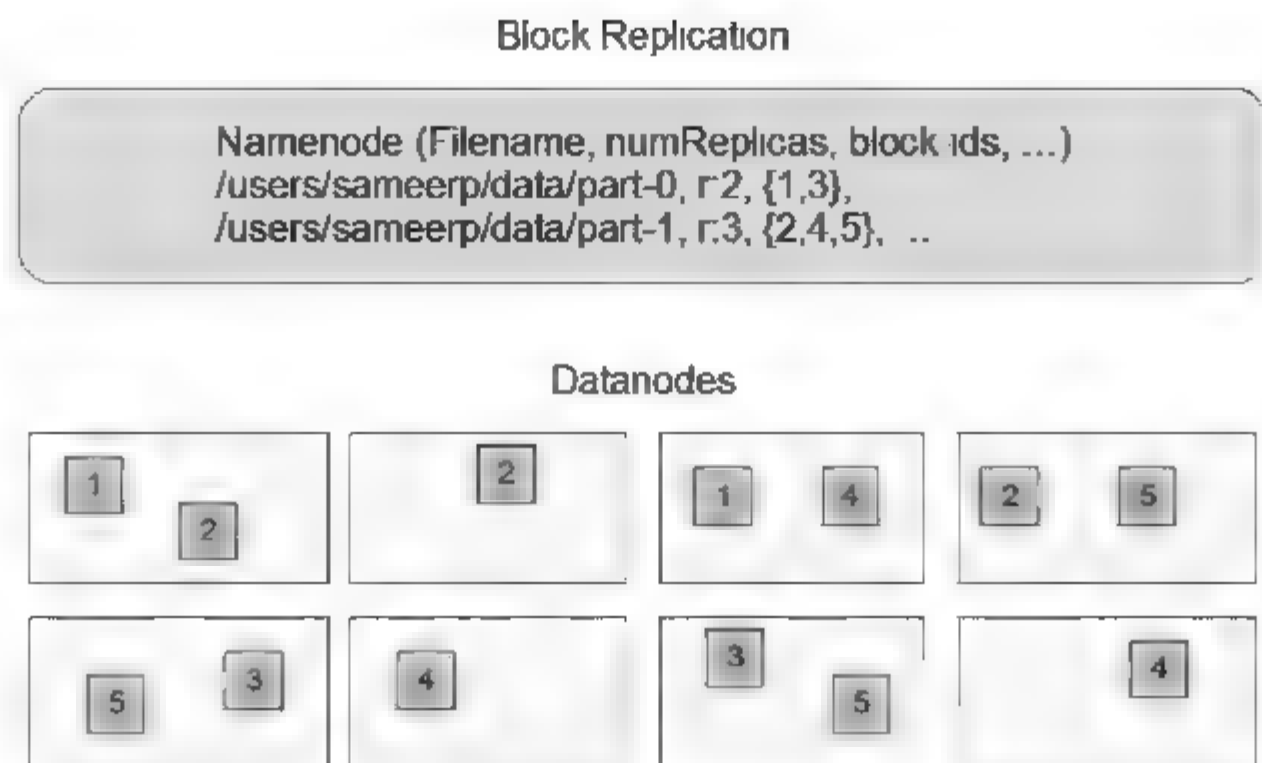 Block Replication
Namenode (Filename, numReplicas, block-ids, ...)
/users/sameerp/data/part-0, r:2, {1,3}, 
/users/sameerp/data/part-1, r:3, {2,4,5}, ..
Datanodes
1 2 2 1 4 2 5
5 3 4 3 5 4